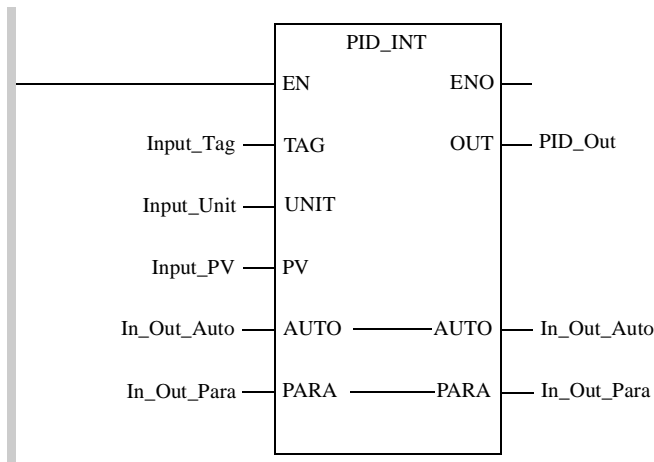 PID_INT
EN ENO
Input_Tag TAG OUT PID_Out
Input_Unit UNIT
Input_PV PV
In_Out_Auto AUTO AUTO In_Out_Auto
In_Out_Para PARA PARA In_Out_Para